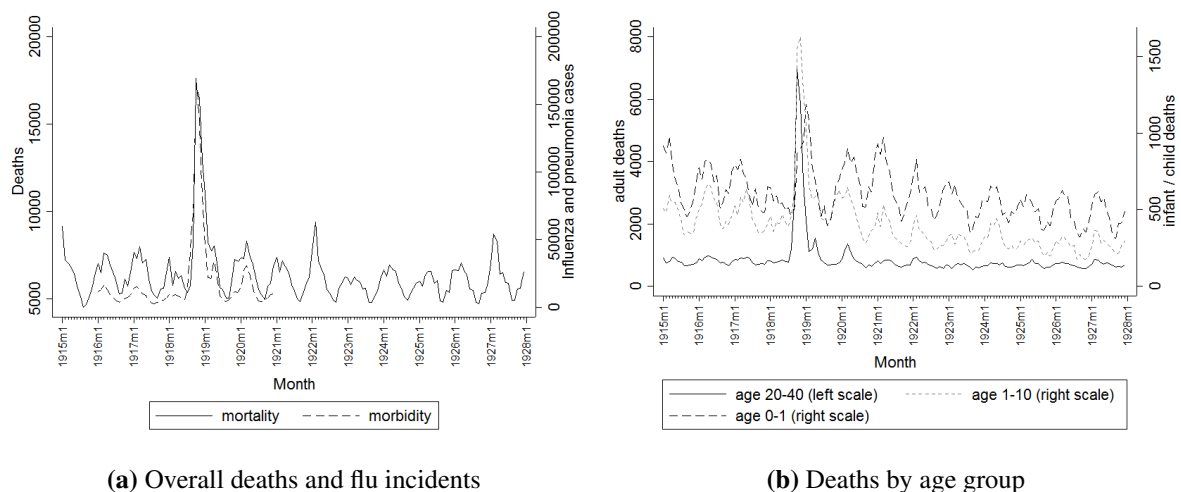 20000
15000
10000
5000
Deaths
200000
150000
100000
50000
0
Influenza and pneumonia cases
1915m1
1916m1
1917m1
1918m1
1919m1
1920m1
1921m1
1922m1
1923m1
1924m1
1925m1
1926m1
1927m1
1928m1
Month
mortality
morbidity
(a) Overall deaths and flu incidents
8000
6000
4000
2000
0
adult deaths
1500
1000
500
0
infant / child deaths
1915m1
1916m1
1917m1
1918m1
1919m1
1920m1
1921m1
1922m1
1923m1
1924m1
1925m1
1926m1
1927m1
1928m1
Month
age 20-40 (left scale)
age 1-10 (right scale)
age 0-1 (right scale)
(b) Deaths by age group